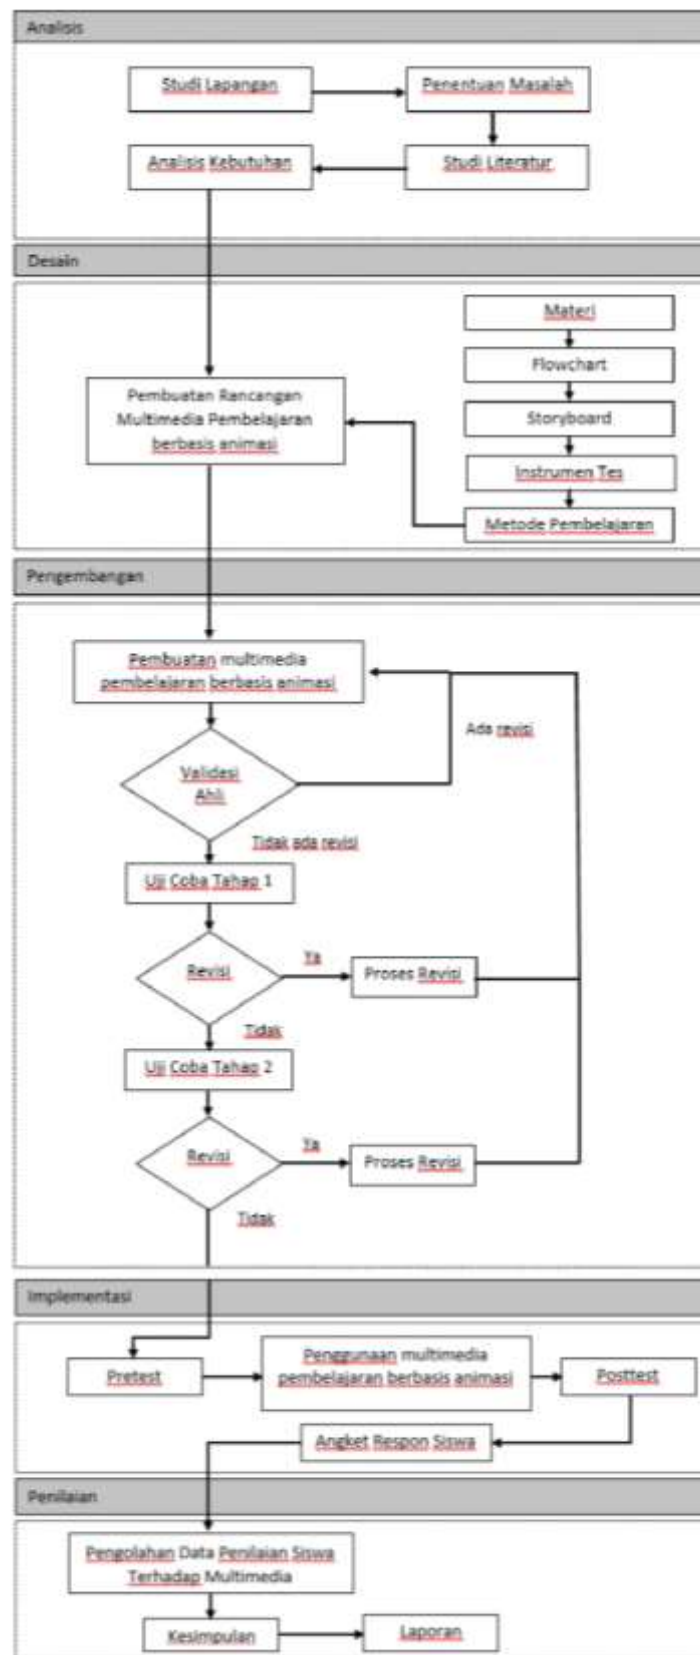 Analisis
Studi Lapangan
Penentuan Masalah
Analisis Kebutuhan
Studi Literatur
Desain
Materi
Flowchart
Storyboard
Instrumen Tes
Metode Pembelajaran
Pembuatan Rancangan
Multimedia Pembelajaran
berbasis animasi
Pengembangan
Pembuatan multimedia
pembelajaran berbasis animasi
Ada revisi
Validasi
Ahli
Tidak ada revisi
Uji Coba Tahap 1
Revisi
Ya
Proses Revisi
Tidak
Uji Coba Tahap 2
Revisi
Ya
Proses Revisi
Tidak
Implementasi
Pretest
Penggunaan multimedia
pembelajaran berbasis animasi
Posttest
Angket Respon Siswa
Penilaian
Pengolahan Data Penilaian Siswa
Terhadap Multimedia
Kesimpulan
Laporan